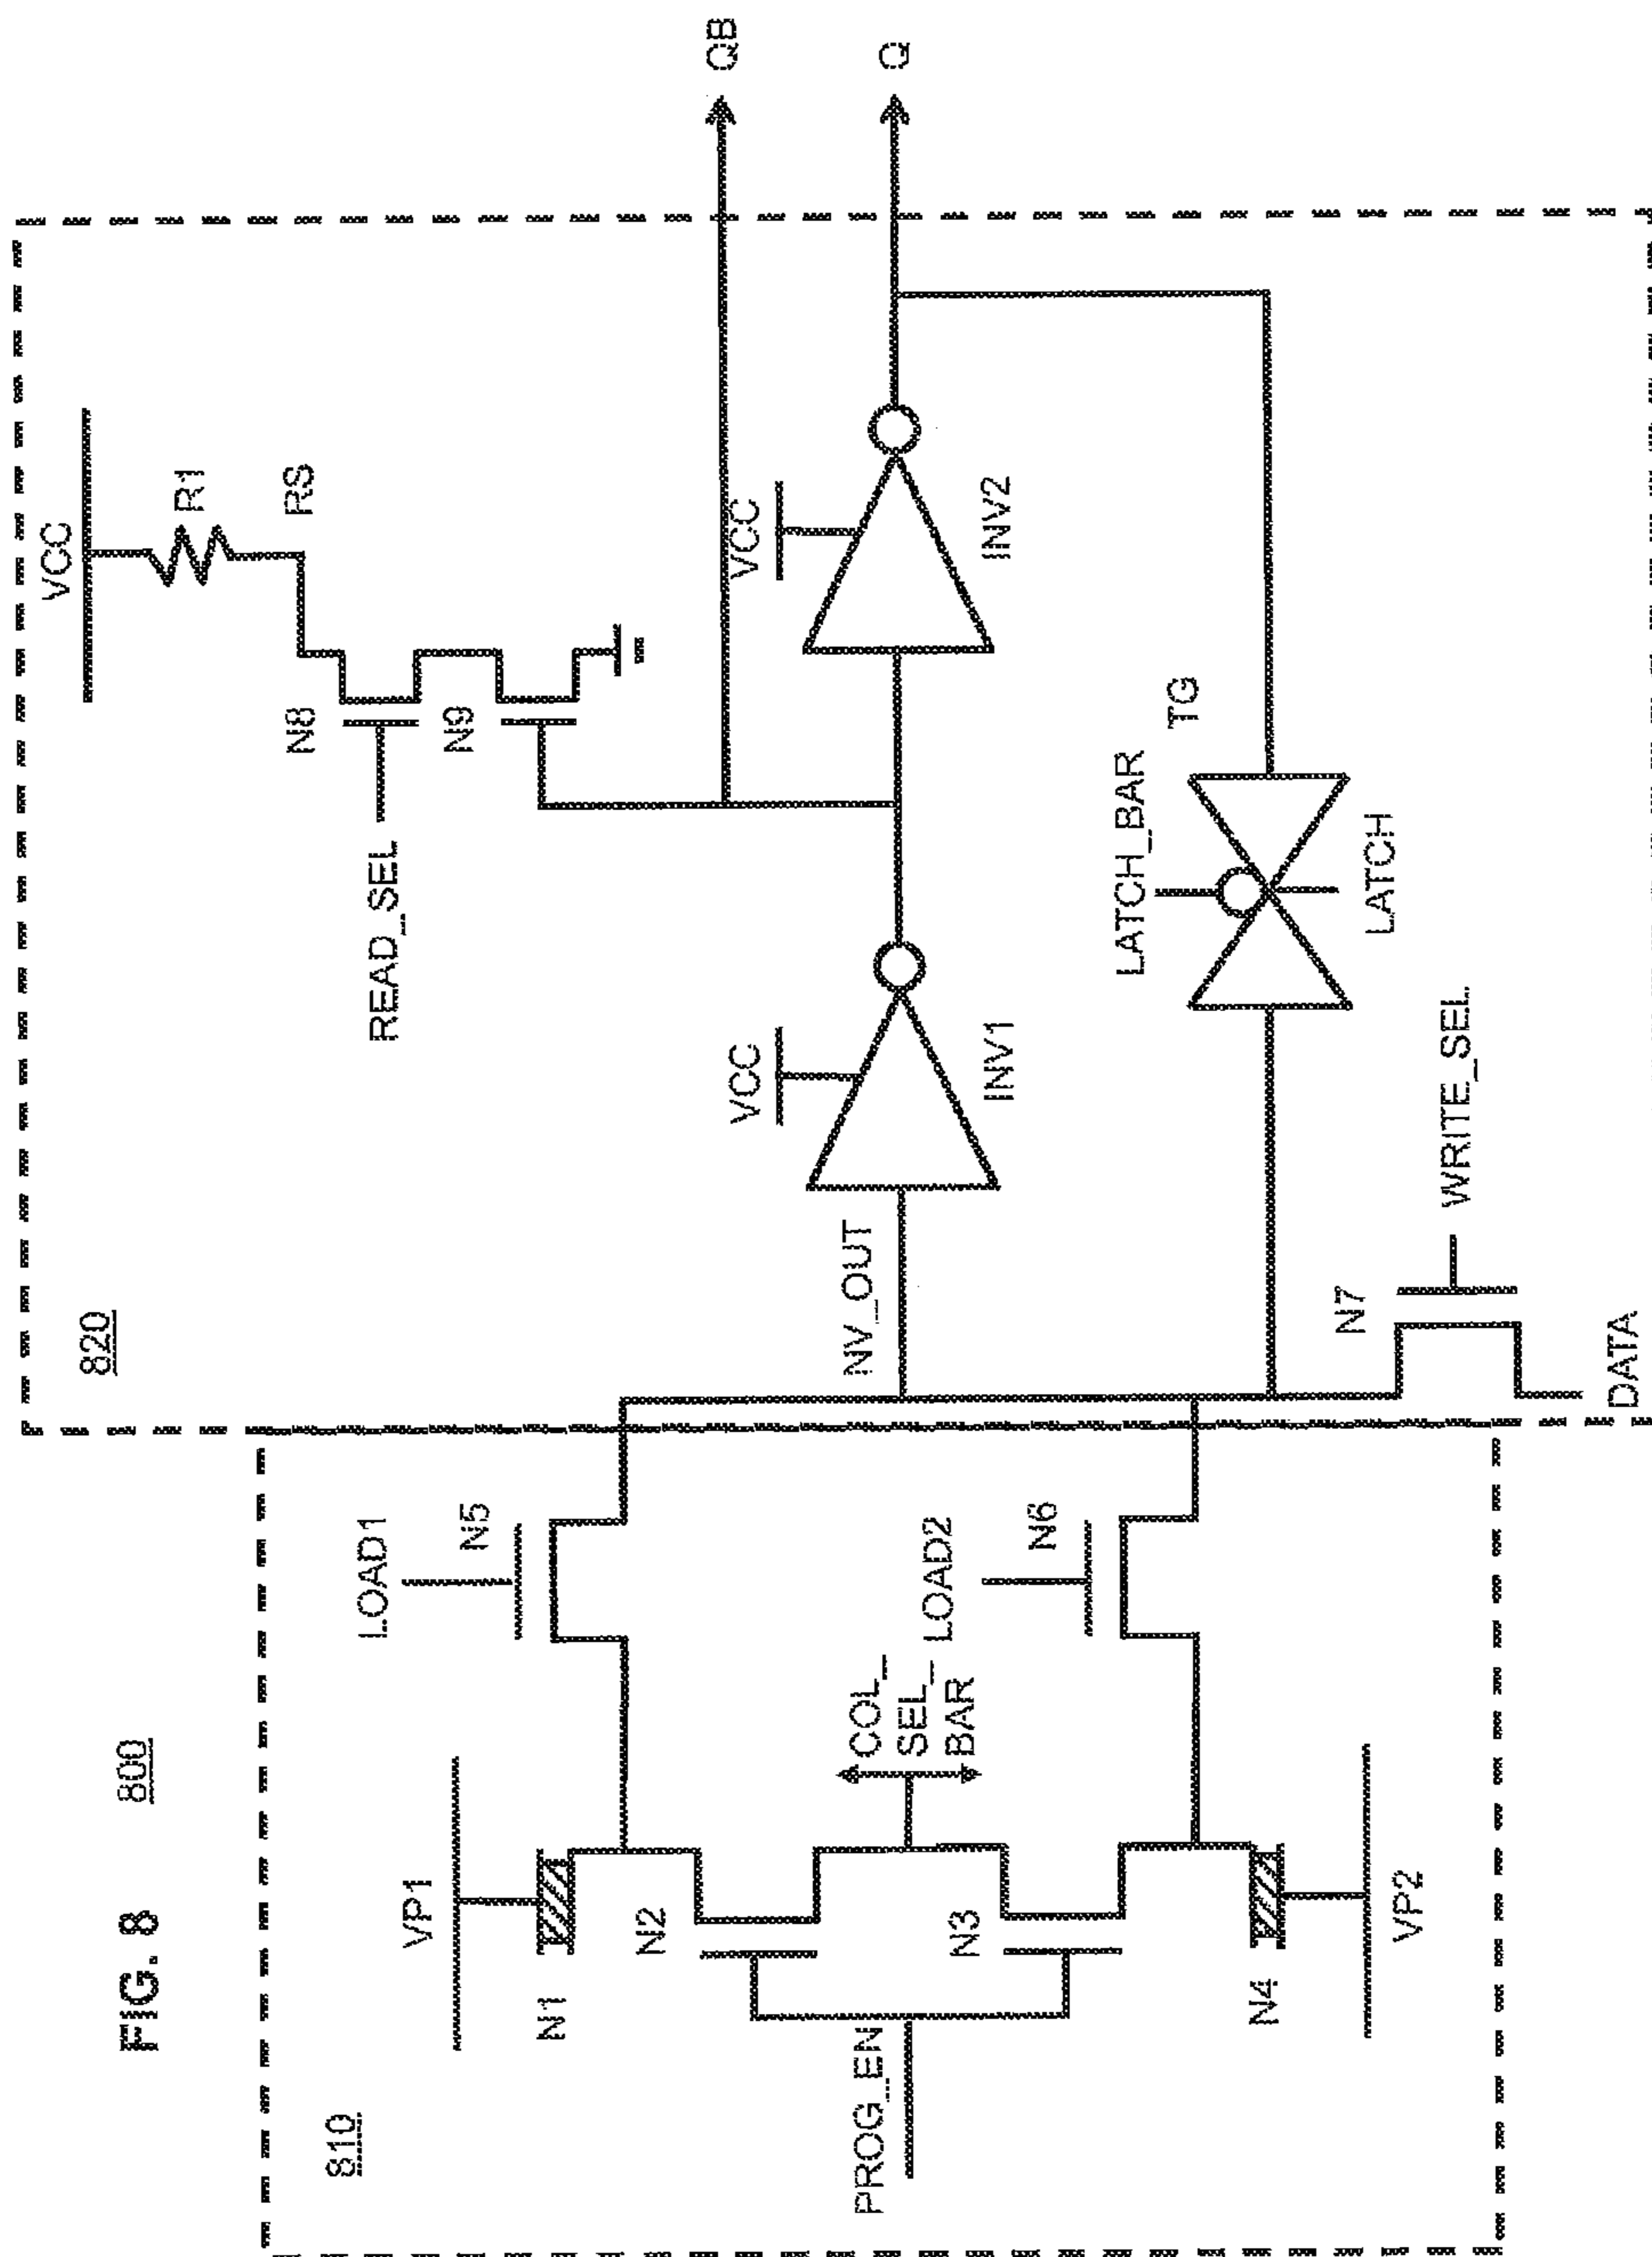 FIG. 8
800
810
VP1
N1
N2
PROG_EN
N3
N4
VP2
COL_
SEL_
BAR
LOAD1
N5
LOAD2
N6
820
NV_OUT
N7
WRITE_SEL
DATA
VCC
INV1
READ_SEL
N8
N9
VCC
R1
RS
LATCH_BAR
TG
LATCH
VCC
INV2
QB
Q